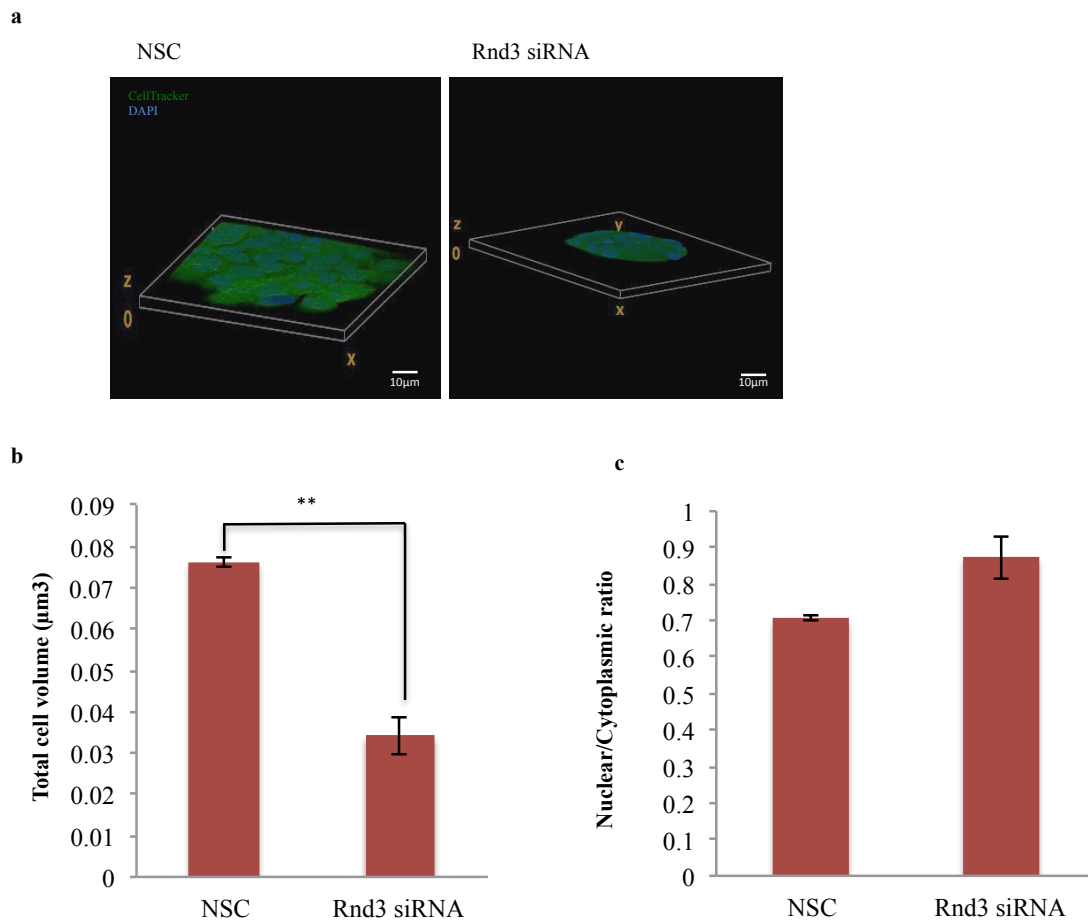 a
NSC
Rnd3 siRNA
CellTracker
DAPI
z
0
x
10µm
z
0
y
x
10µm
b
**
Total cell volume (µm3)
0.09
0.08
0.07
0.06
0.05
0.04
0.03
0.02
0.01
0
NSC
Rnd3 siRNA
c
Nuclear/Cytoplasmic ratio
1
0.9
0.8
0.7
0.6
0.5
0.4
0.3
0.2
0.1
0
NSC
Rnd3 siRNA